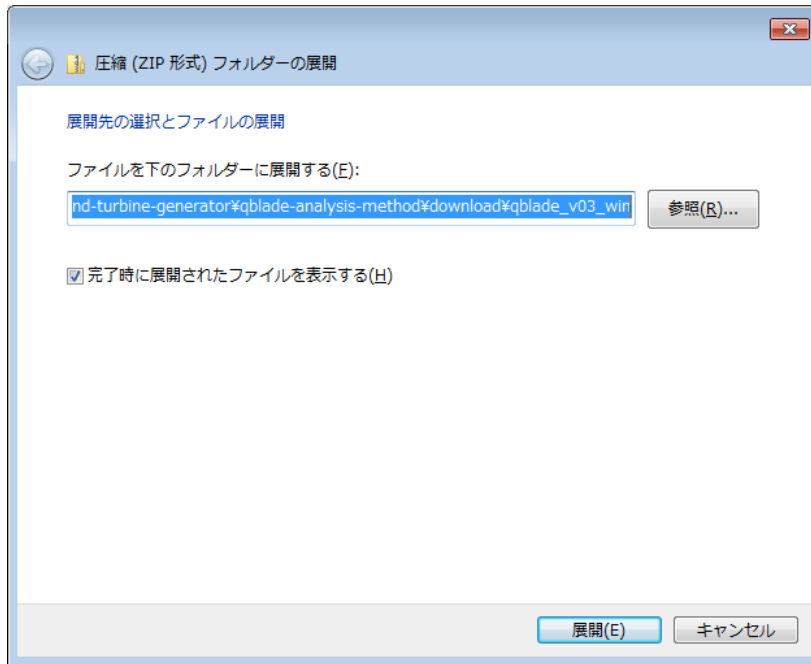 圧縮 (ZIP 形式) フォルダーの展開
展開先の選択とファイルの展開
ファイルを下のフォルダーに展開する(F):
nd-turbine-generator¥qblade-analysis-method¥download¥qblade_v03_win
参照(R)...
完了時に展開されたファイルを表示する(H)
展開(E)
キャンセル